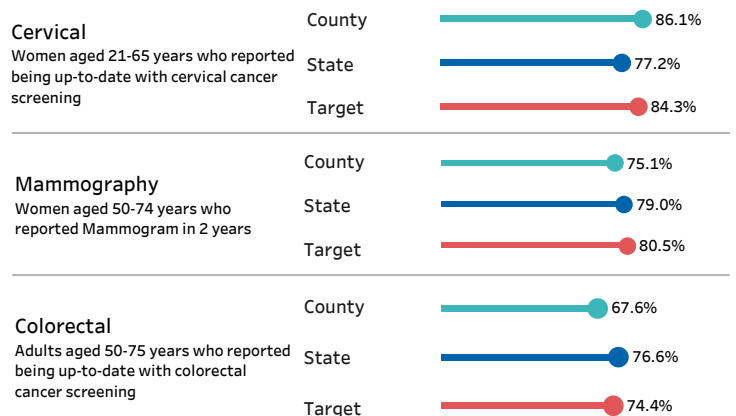 Cervical
Women aged 21-65 years who reported
being up-to-date with cervical cancer
screening
County
86.1%
State
77.2%
Target
84.3%
Mammography
Women aged 50-74 years who
reported Mammogram in 2 years
County
75.1%
State
79.0%
Target
80.5%
Colorectal
Adults aged 50-75 years who reported
being up-to-date with colorectal
cancer screening
County
67.6%
State
76.6%
Target
74.4%